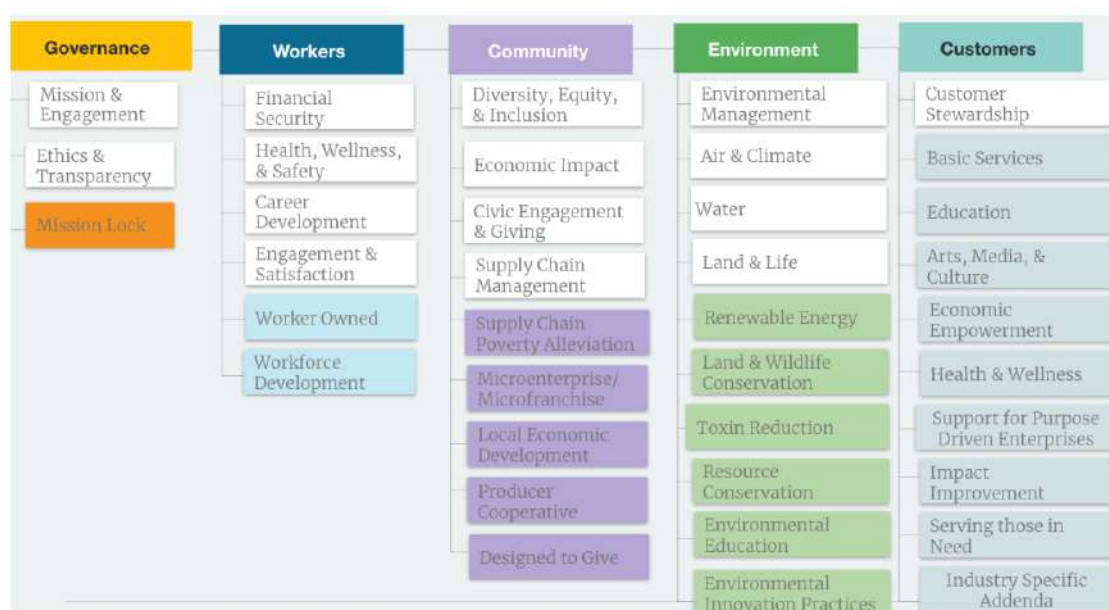 Governance
Mission &
Engagement
Ethics &
Transparency
Mission Lock
Workers
Financial
Security
Health, Wellness,
& Safety
Career
Development
Engagement &
Satisfaction
Worker Owned
Workforce
Development
Community
Diversity, Equity,
& Inclusion
Economic Impact
Civic Engagement
& Giving
Supply Chain
Management
Supply Chain
Poverty Alleviation
Microenterprise/
Microfranchise
Local Economic
Development
Producer
Cooperative
Designed to Give
Environment
Environmental
Management
Air & Climate
Water
Land & Life
Renewable Energy
Land & Wildlife
Conservation
Toxin Reduction
Resource
Conservation
Environmental
Education
Environmental
Innovation Practices
Customers
Customer
Stewardship
Basic Services
Education
Arts, Media, &
Culture
Economic
Empowerment
Health & Wellness
Support for Purpose
Driven Enterprises
Impact
Improvement
Serving those in
Need
Industry Specific
Addenda